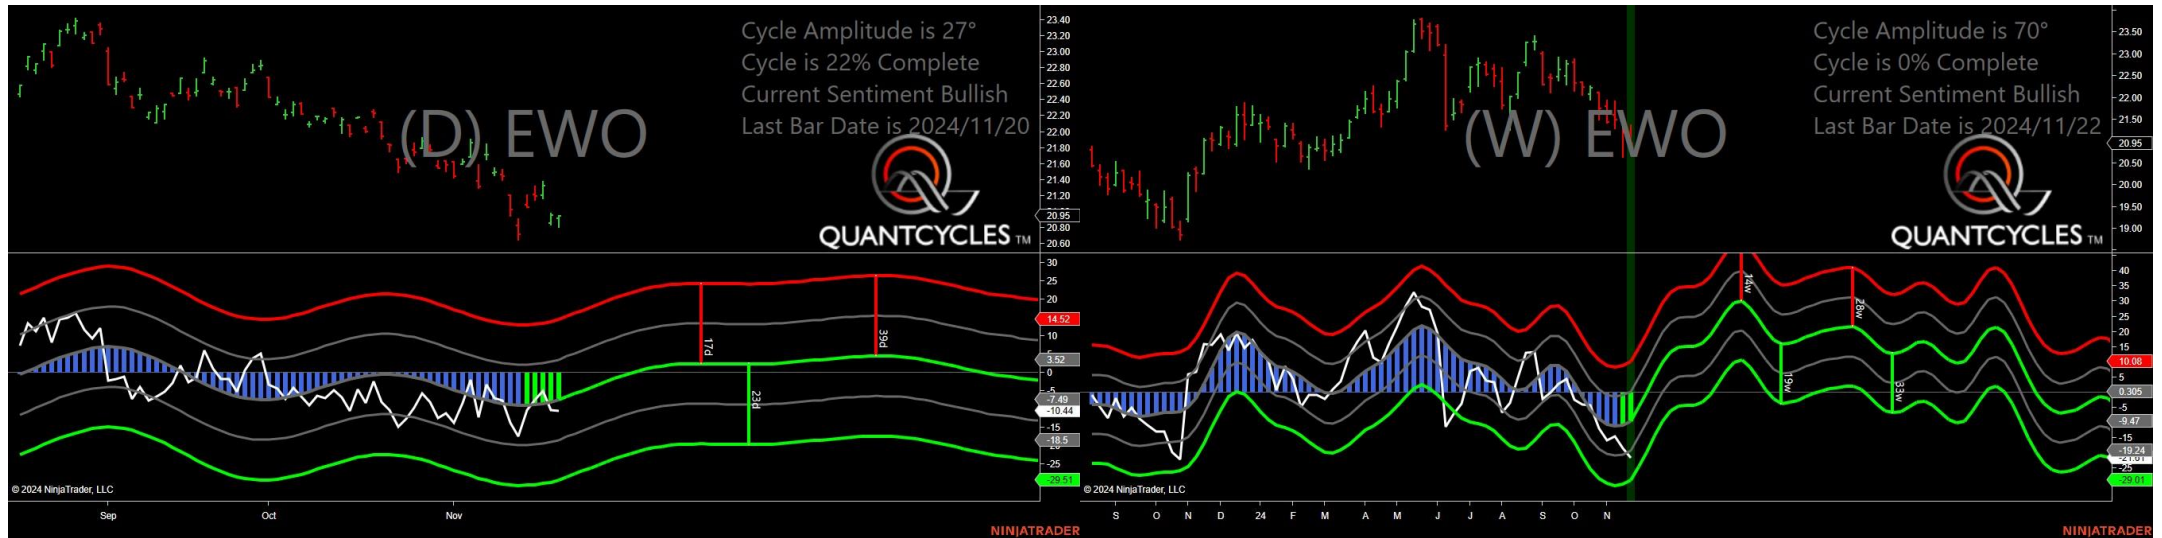 Cycle Amplitude is 27°
Cycle is 22% Complete
Current Sentiment Bullish
Last Bar Date is 2024/11/20
(D) EWO
QUANTCYCLES TM
23.40
23.20
23.00
22.80
22.60
22.40
22.20
22.00
21.80
21.60
21.40
21.20
20.95
20.80
20.60
30
25
20
14.52
10
3.52
0
-5
-7.49
-10.44
-15
-18.5
-25
-29.51
17d
23d
39d
© 2024 NinjaTrader, LLC
Sep
Oct
Nov
NINJATRADER
Cycle Amplitude is 70°
Cycle is 0% Complete
Current Sentiment Bullish
Last Bar Date is 2024/11/22
(W) EWO
QUANTCYCLES TM
23.50
23.00
22.50
22.00
21.50
20.95
20.50
20.00
19.50
19.00
40
35
30
25
20
15
10.08
5
0.305
-5
-9.47
-15
-19.24
-25
-29.01
14w
19w
28w
33w
© 2024 NinjaTrader, LLC
S
O
N
D
24
F
M
A
M
J
J
A
S
O
N
NINJATRADER